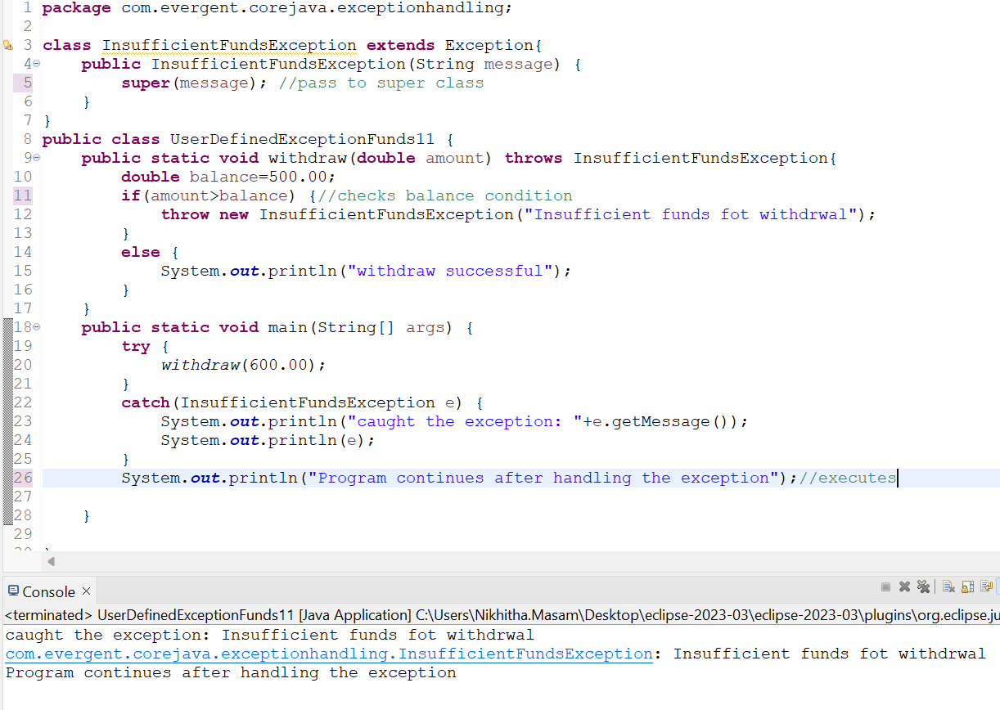 1 package com.evergent.corejava.exceptionhandling;
2
3 class InsufficientFundsException extends Exception{
4 public InsufficientFundsException(String message) {
5 super(message); //pass to super class
6 }
7 }
8 public class UserDefinedExceptionFunds11 {
9 public static void withdraw(double amount) throws InsufficientFundsException{
10 double balance=500.00;
11 if(amount>balance) {//checks balance condition
12 throw new InsufficientFundsException("Insufficient funds fot withdrwal");
13 }
14 else {
15 System.out.println("withdraw successful");
16 }
17 }
18 public static void main(String[] args) {
19 try {
20 withdraw(600.00);
21 }
22 catch(InsufficientFundsException e) {
23 System.out.println("caught the exception: "+e.getMessage());
24 System.out.println(e);
25 }
26 System.out.println("Program continues after handling the exception");//executes
27
28 }
29
Console
<terminated> UserDefinedExceptionFunds11 [Java Application] C:\Users\Nikhitha.Masam\Desktop\eclipse-2023-03\eclipse-2023-03\plugins\org.eclipse.ju
caught the exception: Insufficient funds fot withdrwal
com.evergent.corejava.exceptionhandling.InsufficientFundsException: Insufficient funds fot withdrwal
Program continues after handling the exception